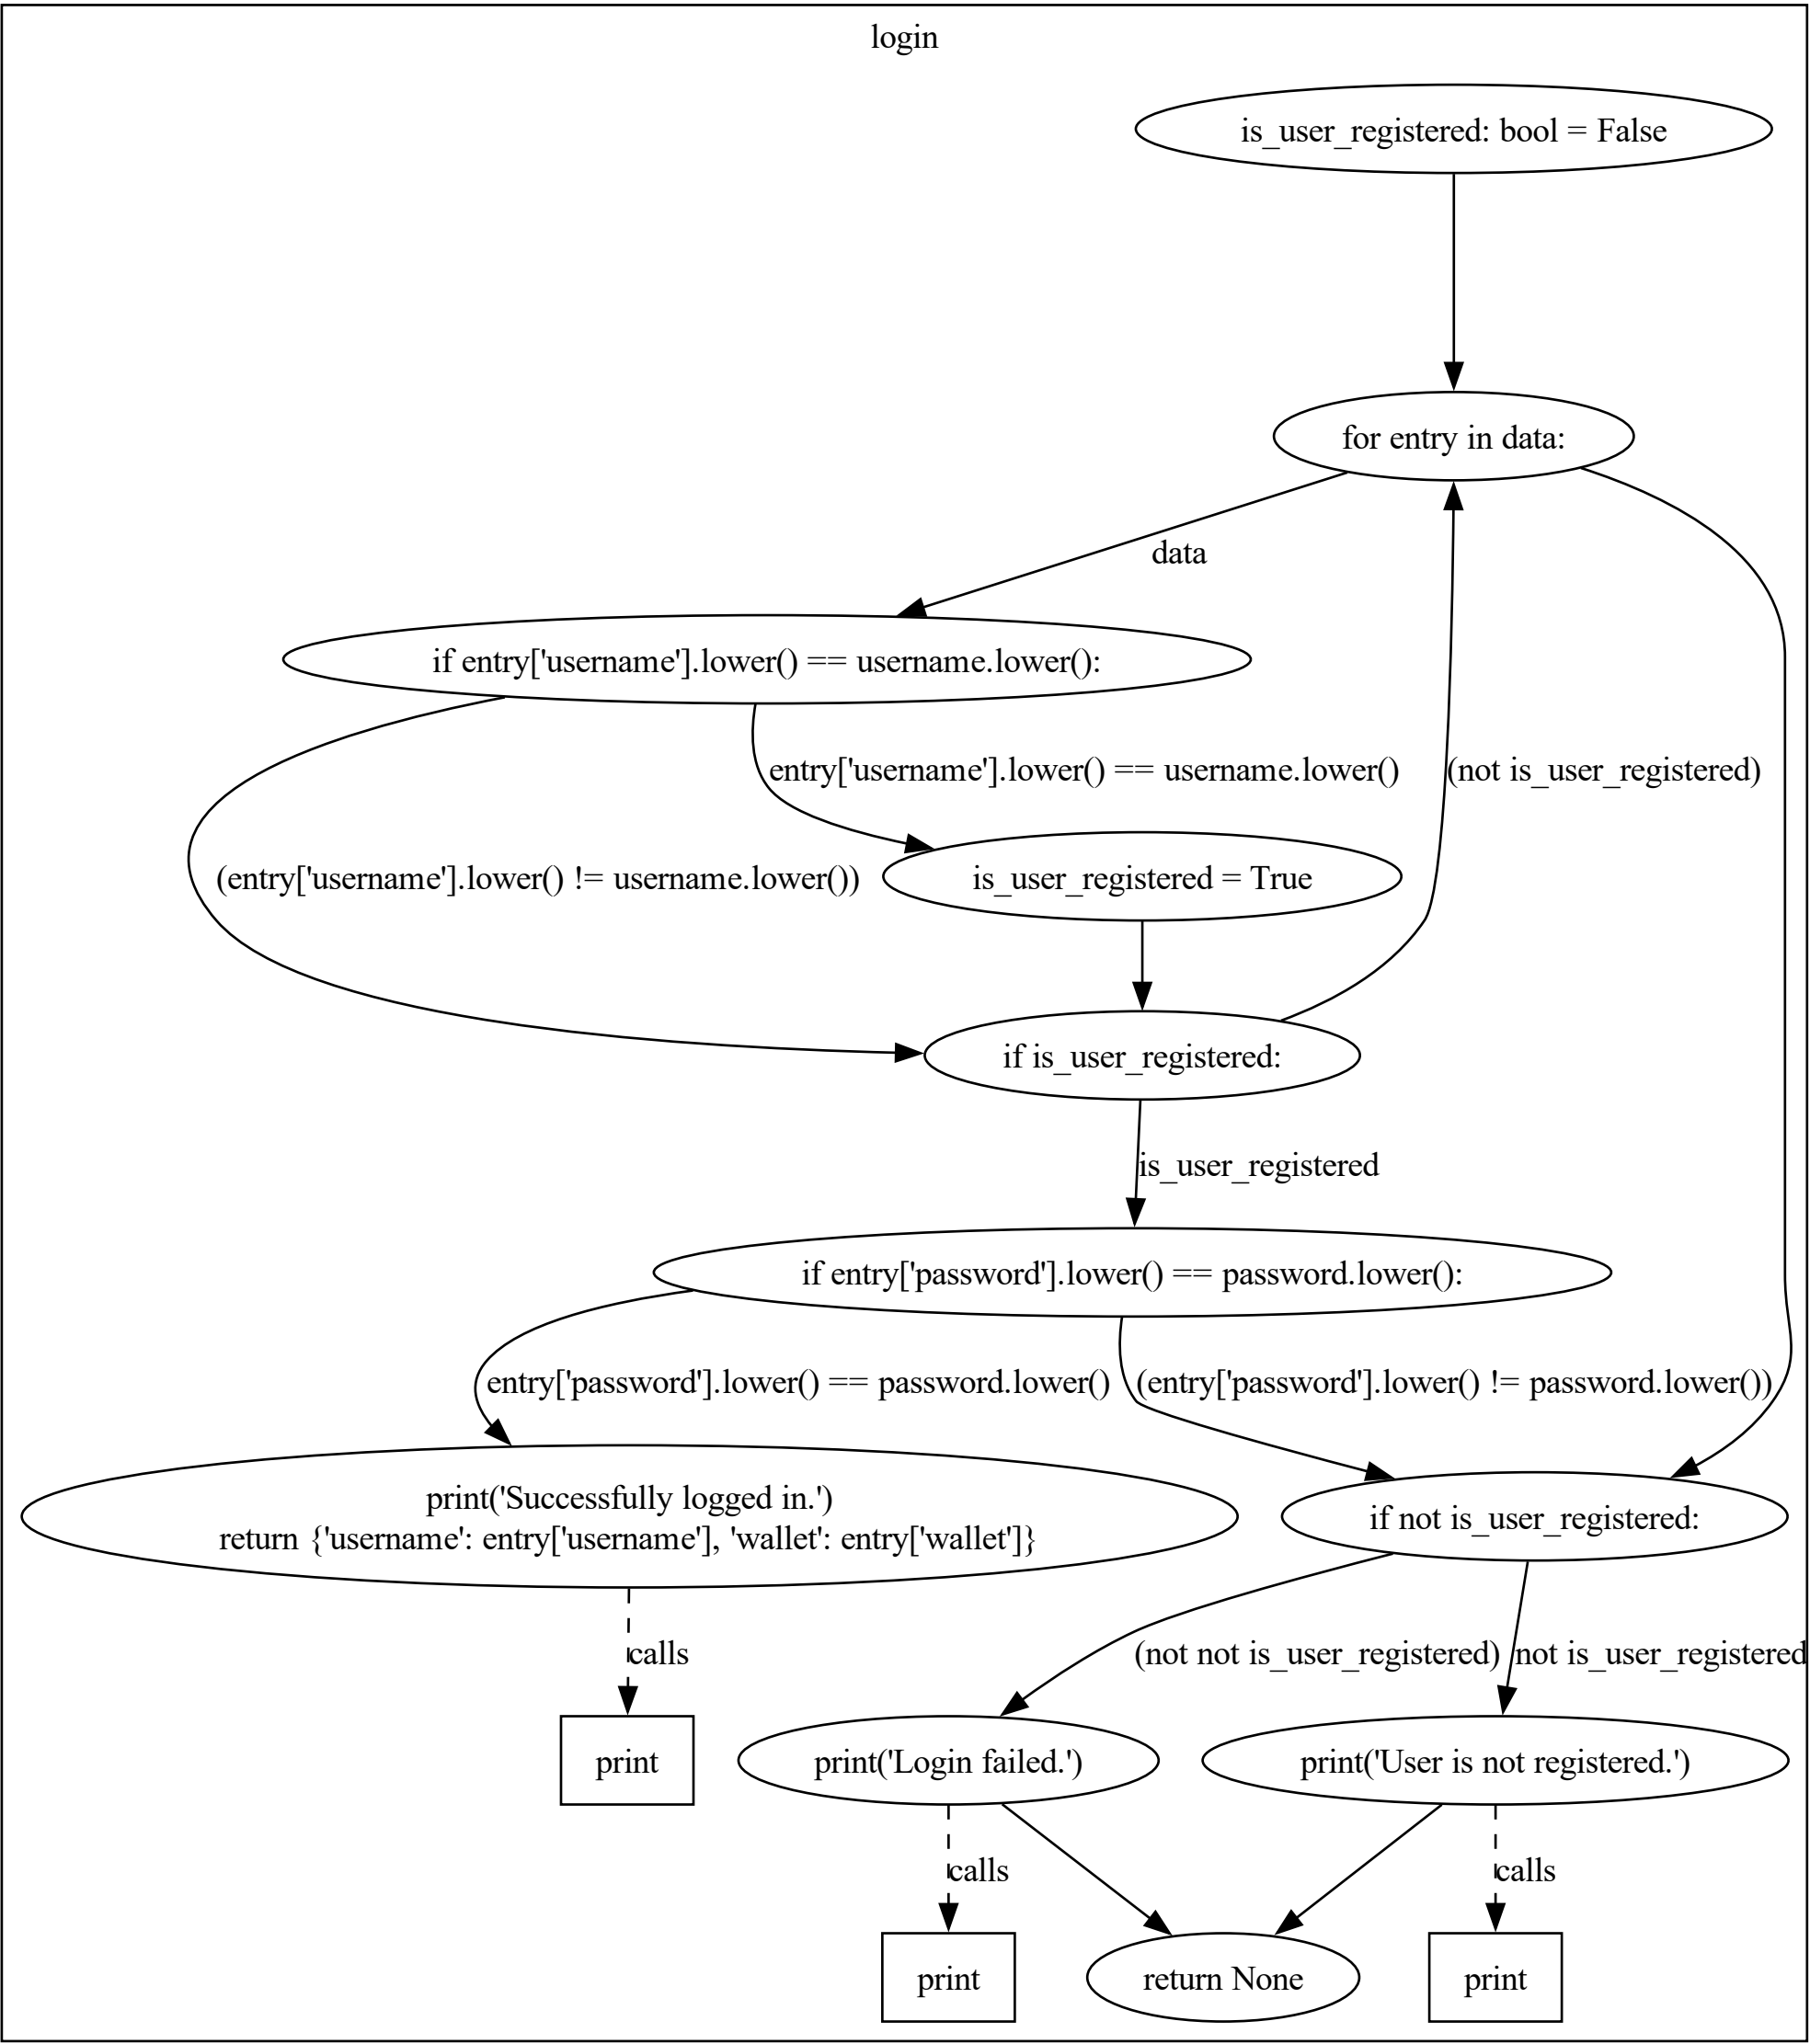 login
is_user_registered: bool = False
for entry in data:
data
if entry['username'].lower() == username.lower():
entry['username'].lower() == username.lower()
(not is_user_registered)
(entry['username'].lower() != username.lower())
is_user_registered = True
if is_user_registered:
is_user_registered
if entry['password'].lower() == password.lower():
entry['password'].lower() == password.lower()
(entry['password'].lower() != password.lower())
print('Successfully logged in.')
return {'username': entry['username'], 'wallet': entry['wallet']}
if not is_user_registered:
calls
(not not is_user_registered)
not is_user_registered
print
print('Login failed.')
print('User is not registered.')
calls
calls
print
return None
print